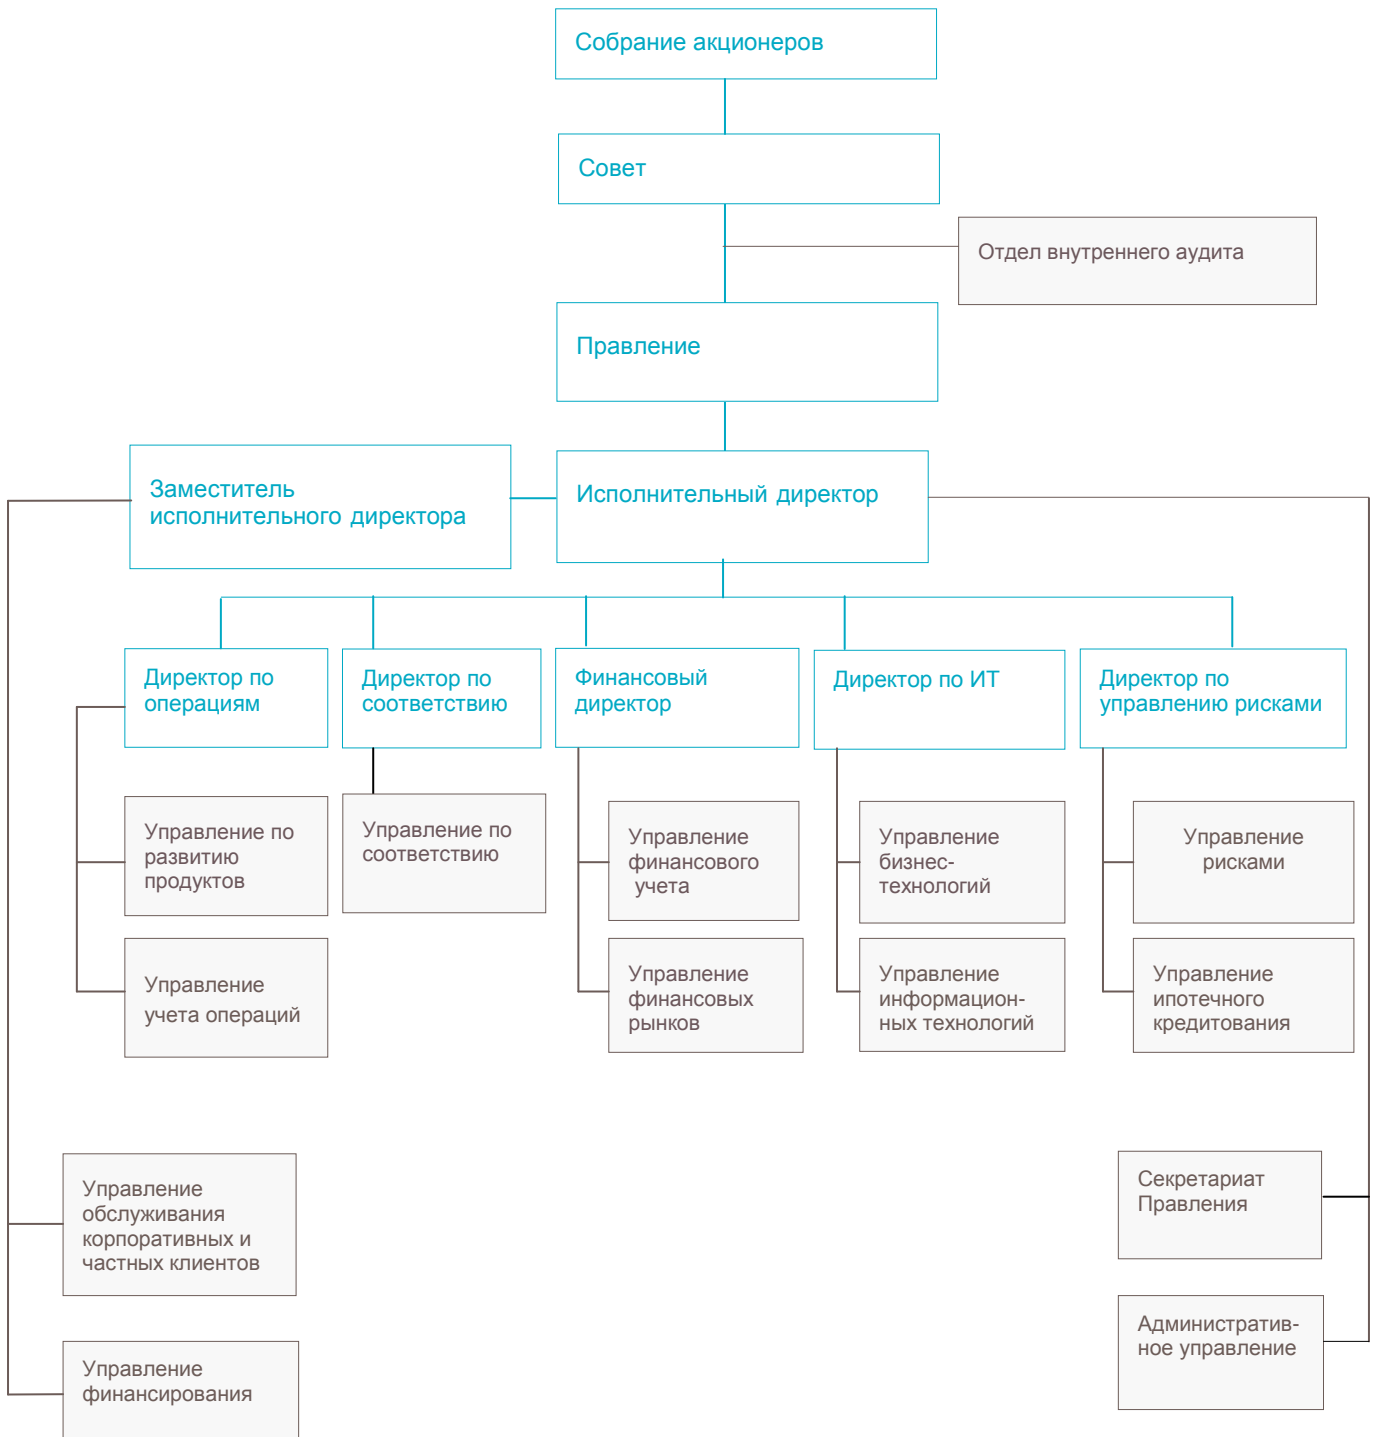 Собрание акционеров
Совет
Отдел внутреннего аудита
Правление
Заместитель
исполнительного директора
Исполнительный директор
Директор по
операциям
Директор по
соответствию
Финансовый
директор
Директор по ИТ
Директор по
управлению рисками
Управление по
развитию
продуктов
Управление по
соответствию
Управление
финансового
учета
Управление
бизнес-
технологий
Управление
рисками
Управление
учета операций
Управление
финансовых
рынков
Управление
информацион-
ных технологий
Управление
ипотечного
кредитования
Управление
обслуживания
корпоративных и
частных клиентов
Секретариат
Правления
Управление
финансирования
Административ-
ное управление